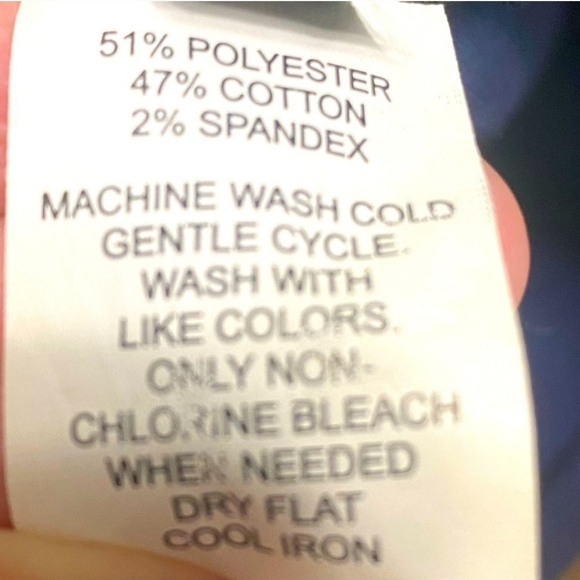 51% POLYESTER
47% COTTON
2% SPANDEX
MACHINE WASH COLD
GENTLE CYCLE.
WASH WITH
LIKE COLORS.
ONLY NON-
CHLORINE BLEACH
WHEN NEEDED
DRY FLAT
COOL IRON